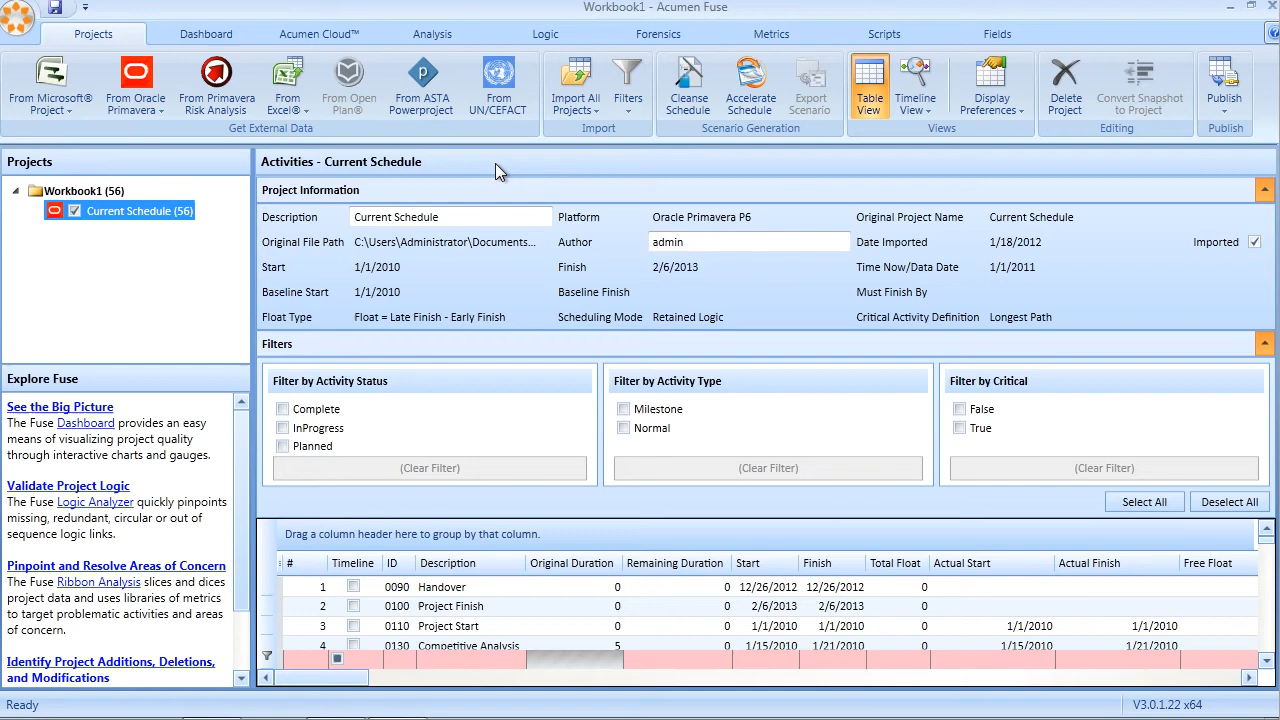 Workbook1 - Acumen Fuse
Projects Dashboard Acumen Cloud™ Analysis Logic Forensics Metrics Scripts Fields
From Microsoft® Project From Oracle Primavera From Primavera Risk Analysis From Excel® From Open Plan® From ASTA Powerproject From UN/CEFACT Import All Projects Filters Cleanse Schedule Accelerate Schedule Export Scenario Table View Timeline View Display Preferences Delete Project Convert Snapshot to Project Publish
Get External Data Import Scenario Generation Views Editing Publish
Projects
Workbook1 (56)
Current Schedule (56)
Explore Fuse
See the Big Picture
The Fuse Dashboard provides an easy
means of visualizing project quality
through interactive charts and gauges.
Validate Project Logic
The Fuse Logic Analyzer quickly pinpoints
missing, redundant, circular or out of
sequence logic links.
Pinpoint and Resolve Areas of Concern
The Fuse Ribbon Analysis slices and dices
project data and uses libraries of metrics
to target problematic activities and areas
of concern.
Identify Project Additions, Deletions,
and Modifications
Activities - Current Schedule
Project Information
Description Current Schedule Platform Oracle Primavera P6 Original Project Name Current Schedule
Original File Path C:\Users\Administrator\Documents... Author admin Date Imported 1/18/2012 Imported
Start 1/1/2010 Finish 2/6/2013 Time Now/Data Date 1/1/2011
Baseline Start 1/1/2010 Baseline Finish Must Finish By
Float Type Float = Late Finish - Early Finish Scheduling Mode Retained Logic Critical Activity Definition Longest Path
Filters
Filter by Activity Status Filter by Activity Type Filter by Critical
Complete Milestone False
InProgress Normal True
Planned
(Clear Filter) (Clear Filter) (Clear Filter)
Select All Deselect All
Drag a column header here to group by that column.
# Timeline ID Description Original Duration Remaining Duration Start Finish Total Float Actual Start Actual Finish Free Float
1 0090 Handover 0 0 12/26/2012 12/26/2012 0
2 0100 Project Finish 0 0 2/6/2013 2/6/2013 0
3 0110 Project Start 0 0 1/1/2010 1/1/2010 1/1/2010 1/1/2010
4 0130 Competitive Analysis 5 0 1/15/2010 1/21/2010 1/15/2010 1/21/2010
Ready V3.0.1.22 x64